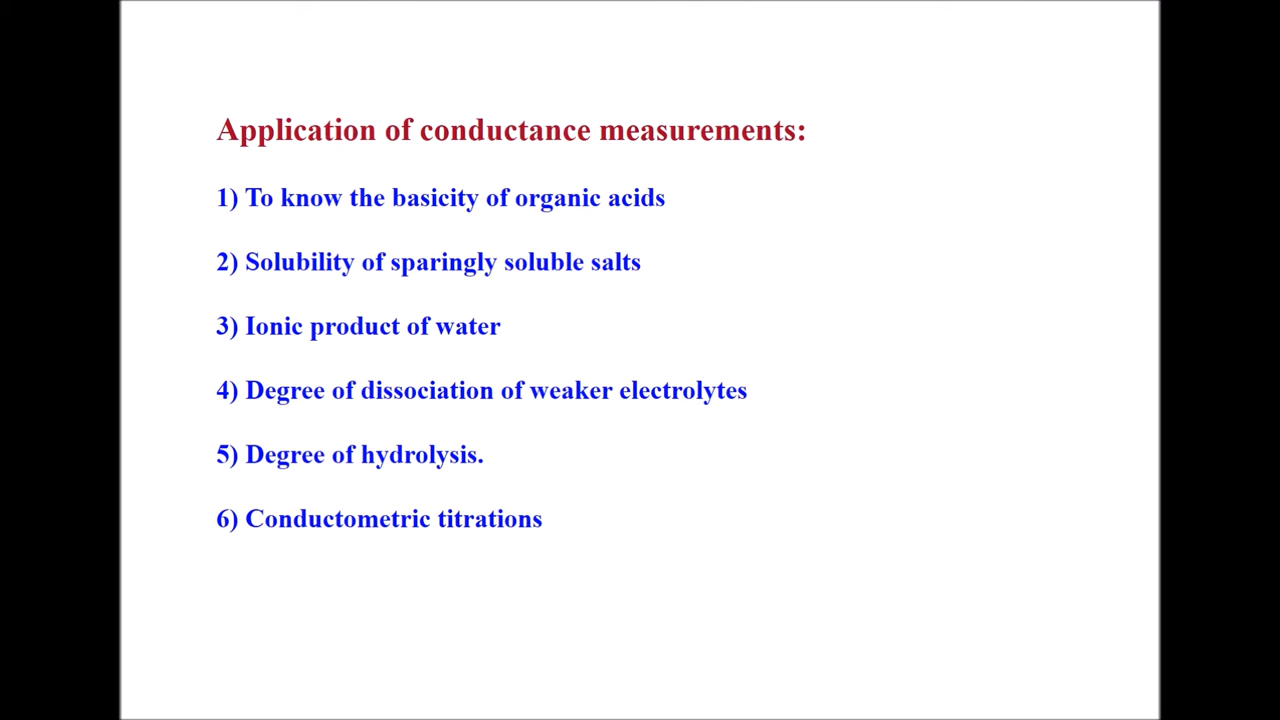 Application of conductance measurements:
1) To know the basicity of organic acids
2) Solubility of sparingly soluble salts
3) Ionic product of water
4) Degree of dissociation of weaker electrolytes
5) Degree of hydrolysis.
6) Conductometric titrations